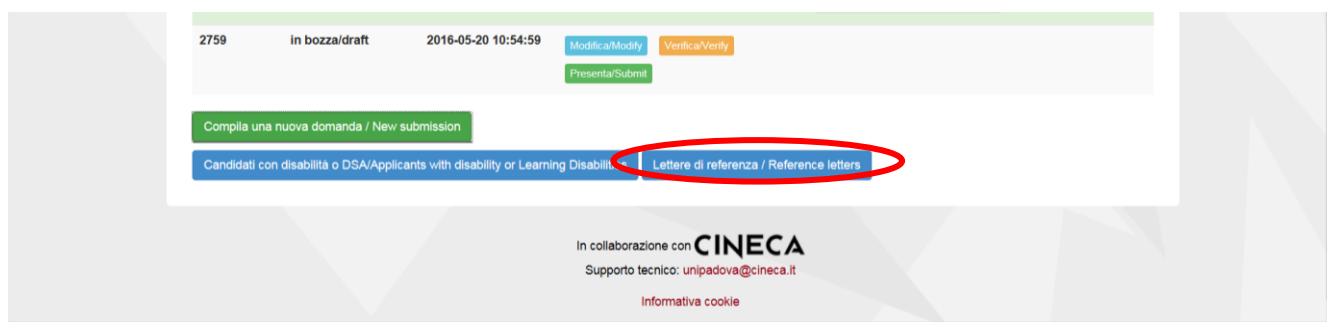 2759 in bozza/draft 2016-05-20 10:54:59 Modifica/Modify Verifica/Verify
Presenta/Submit
Compila una nuova domanda / New submission
Candidati con disabilità o DSA/Applicants with disability or Learning Disabilities Lettere di referenza / Reference letters
In collaborazione con CINECA
Supporto tecnico: unipadova@cineca.it
Informativa cookie